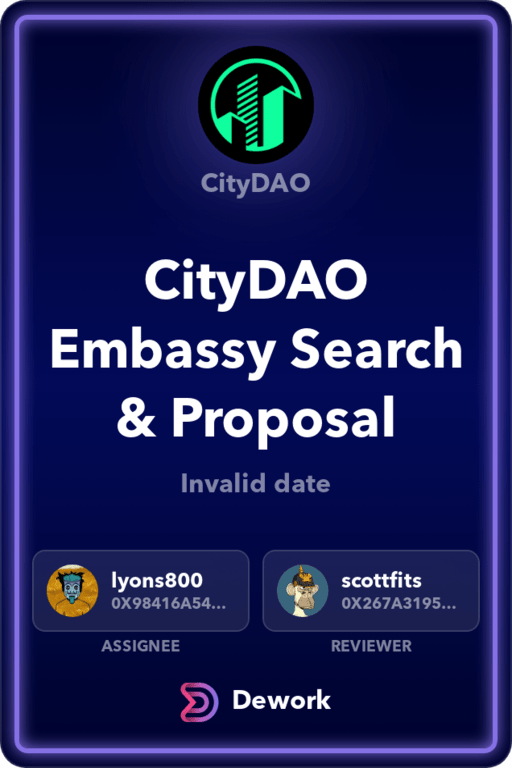 CityDAO
CityDAO
Embassy Search
& Proposal
Invalid date
lyons800
0X98416A54...
ASSIGNEE
scottfits
0X267A3195...
REVIEWER
Dework